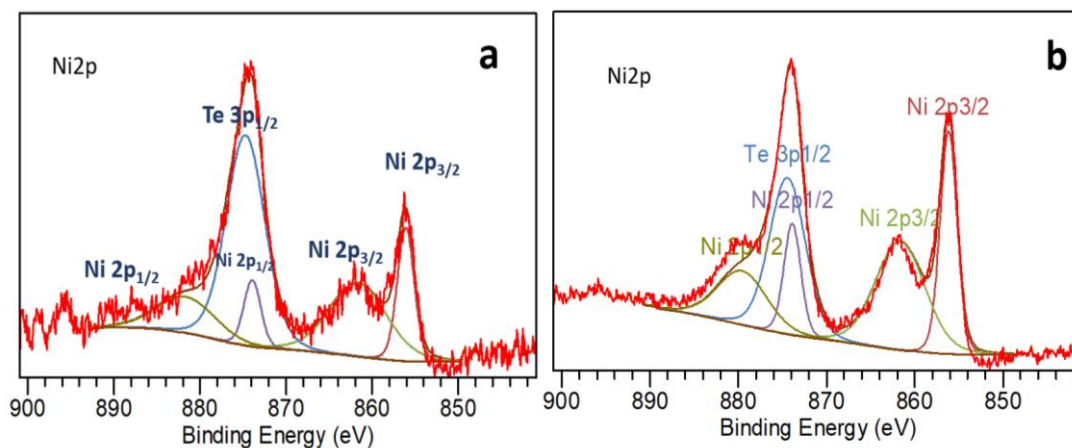 a
Ni2p
Te 3p1/2
Ni 2p3/2
Ni 2p1/2
Ni 2p1/2
Ni 2p3/2
900 890 880 870 860 850
Binding Energy (eV)
b
Ni2p
Ni 2p3/2
Te 3p1/2
Ni 2p1/2
Ni 2p3/2
900 890 880 870 860 850
Binding Energy (eV)